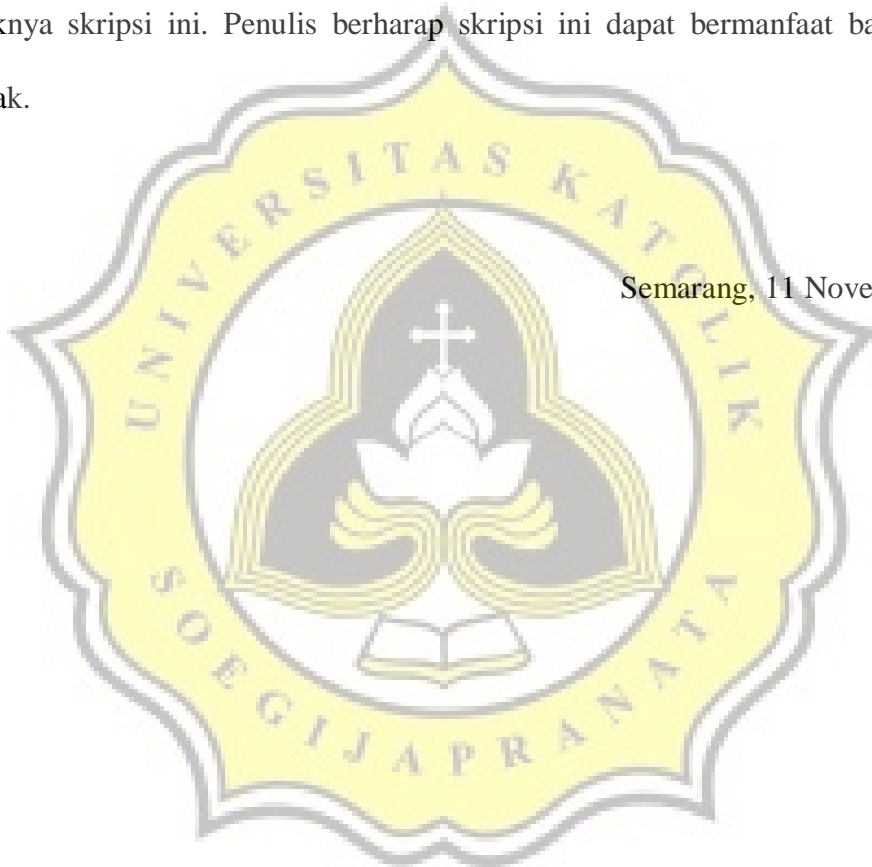 knya skripsi ini. Penulis berharap skripsi ini dapat bermanfaat ba
ak.
UNIVERSITAS KATOLIK
Semarang, 11 Nove
SOEGIJAPRANATA